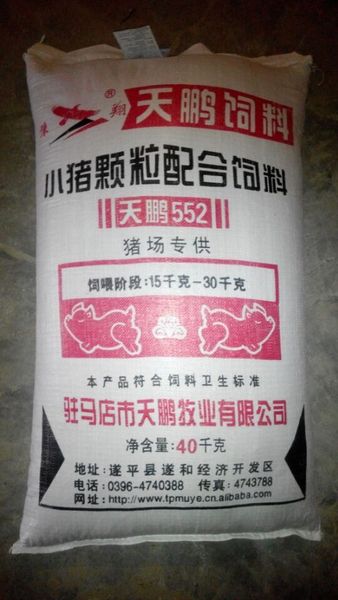 豫 翔 ®
天鹏饲料
小猪颗粒配合饲料
天鹏552
猪场专供
饲喂阶段:15千克-30千克
本产品符合饲料卫生标准
驻马店市天鹏牧业有限公司
净含量:40千克
地址:遂平县遂和经济开发区
电话:0396-4740388 传真:4743788
网址:http://www.tpmuye.cn.alibaba.com